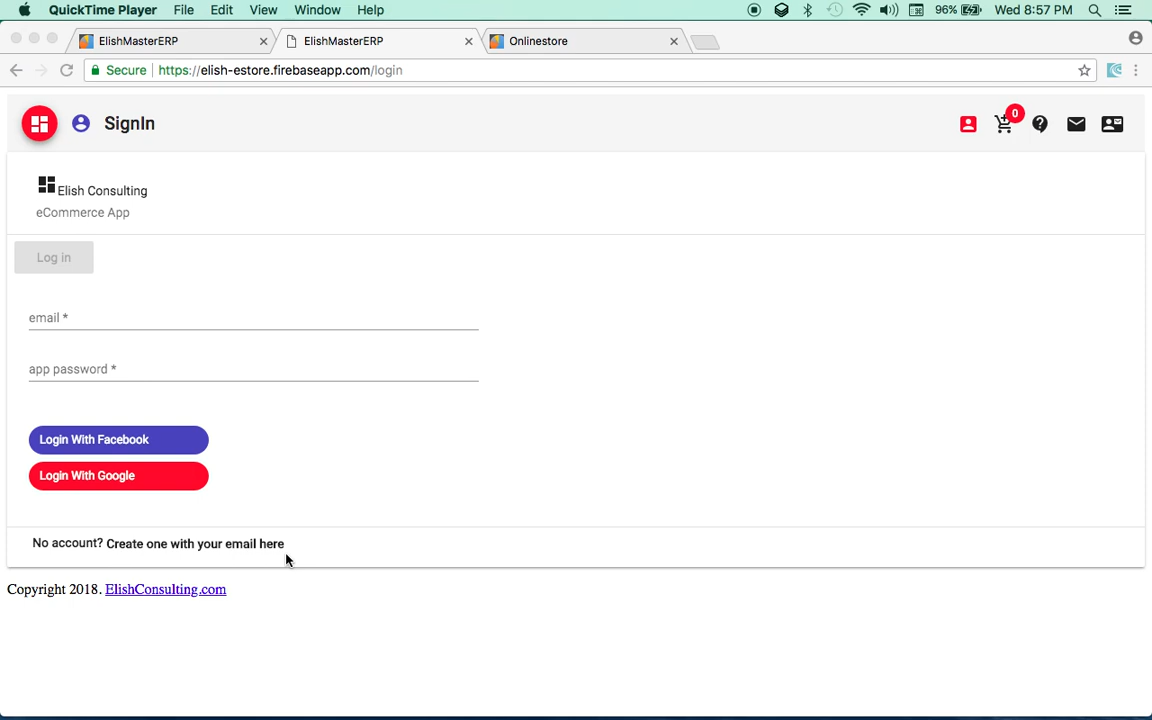 QuickTime Player File Edit View Window Help 96% Wed 8:57 PM
ElishMasterERP ElishMasterERP Onlinestore
Secure https://elish-estore.firebaseapp.com/login
SignIn 0
Elish Consulting
eCommerce App
Log in
email *
app password *
Login With Facebook
Login With Google
No account? Create one with your email here
Copyright 2018. ElishConsulting.com